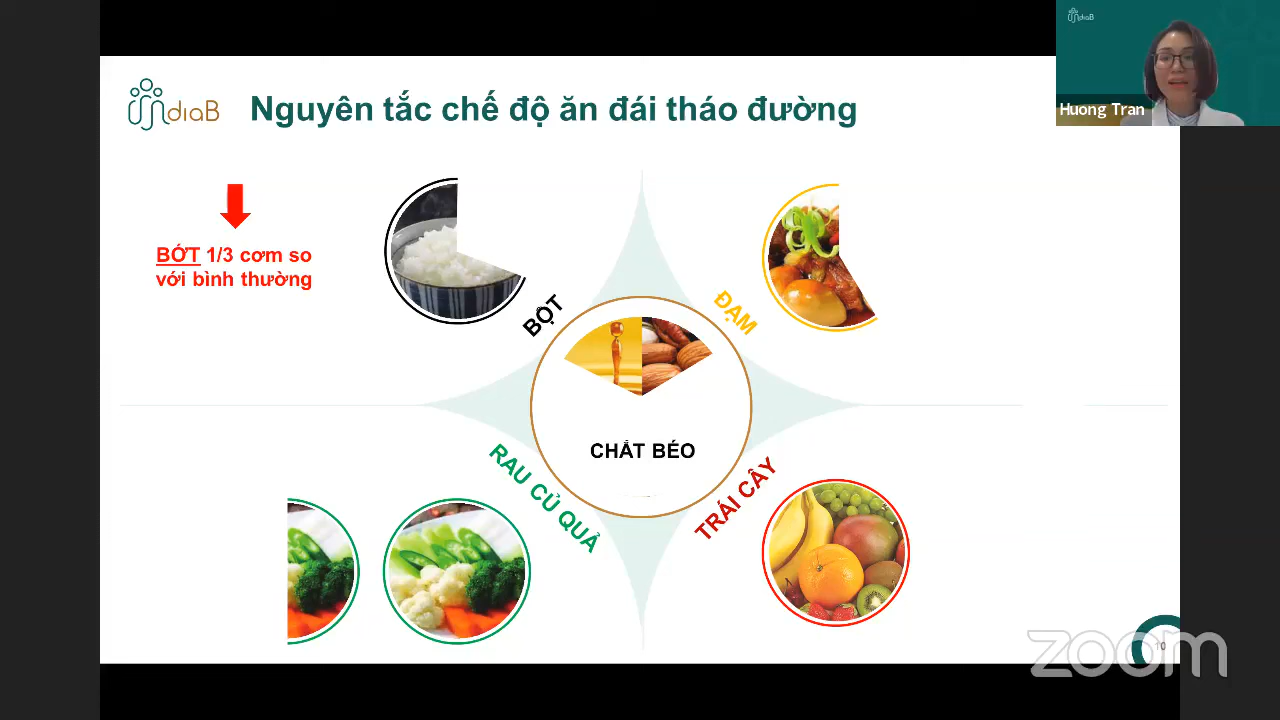 diaB
Huong Tran
diaB
Nguyên tắc chế độ ăn đái tháo đường
BỚT 1/3 cơm so
với bình thường
BỘT
ĐẠM
CHẤT BÉO
RAU CỦ QUẢ
TRÁI CÂY
10
zoom